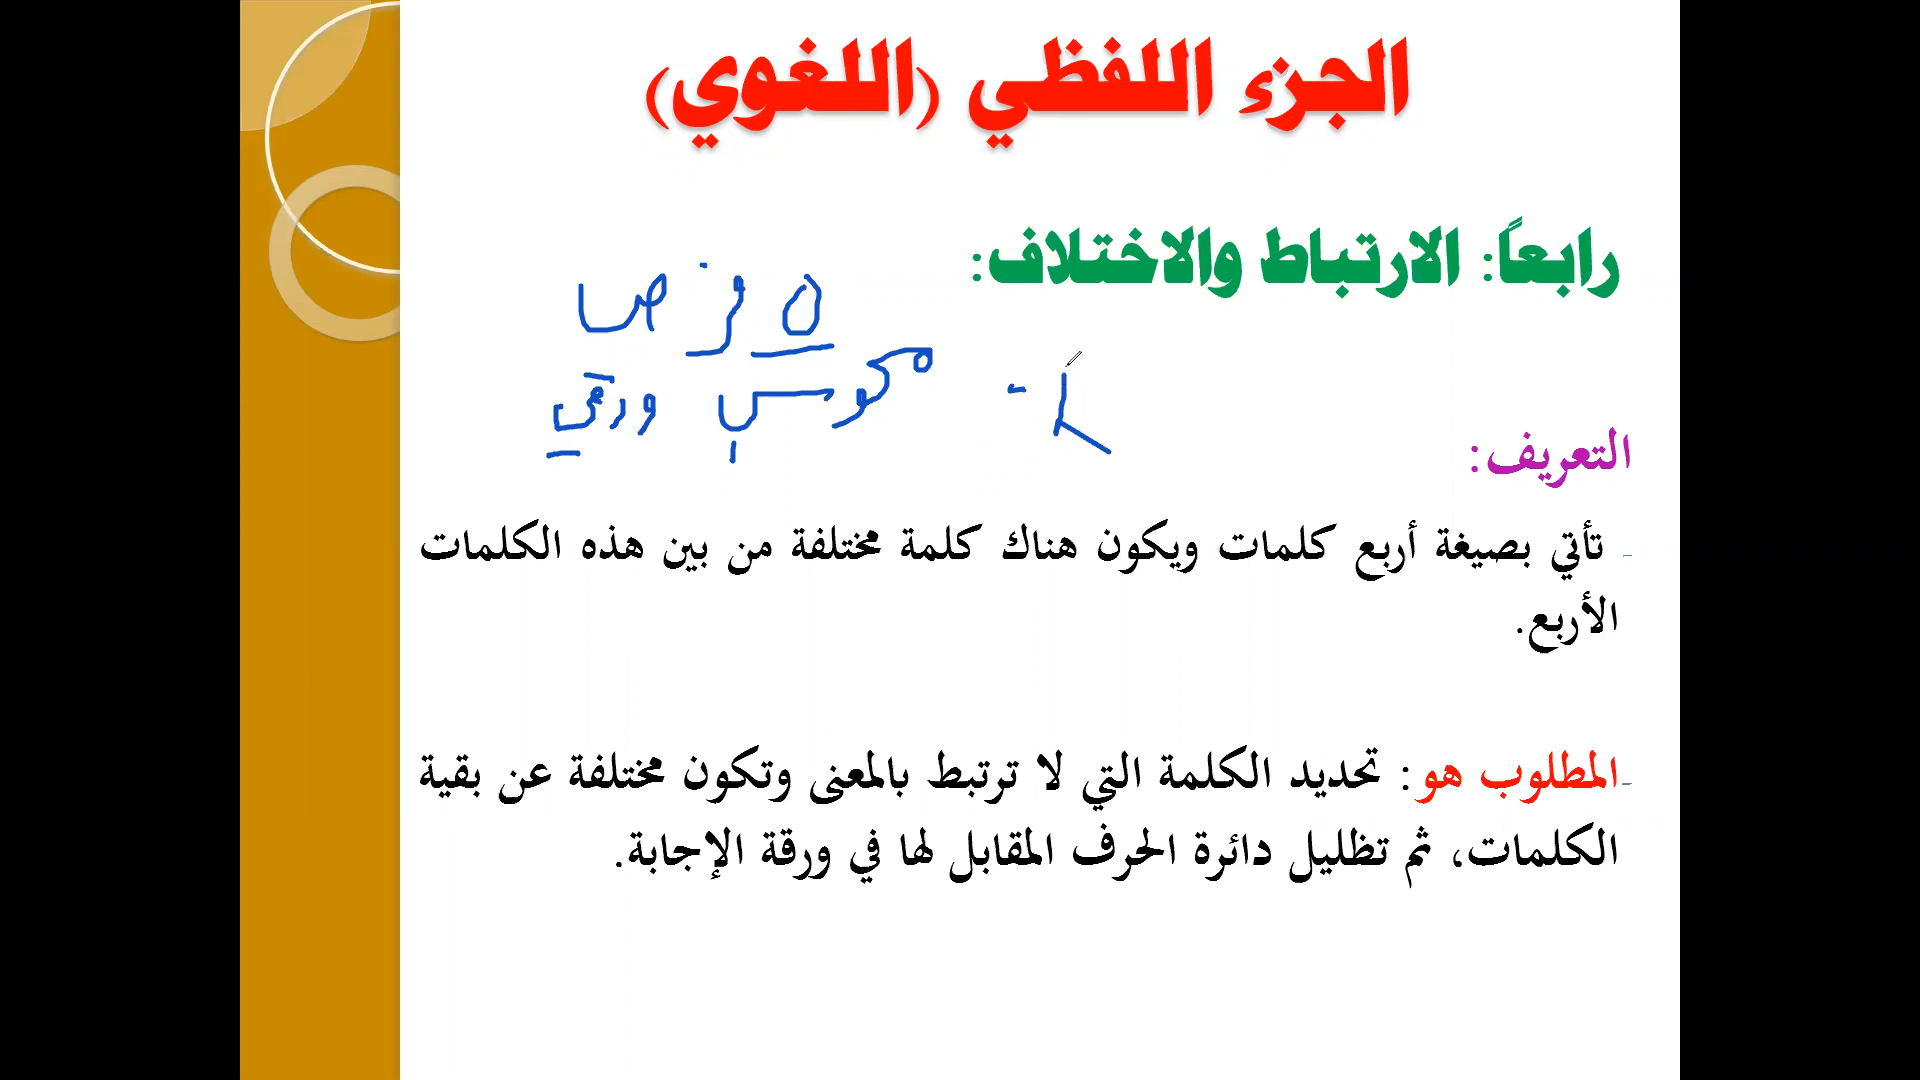 الجزء اللفظي (اللغوي)
رابعاً: الارتباط والاختلاف:
ورقي
التعريف:
- تأتي بصيغة أربع كلمات ويكون هناك كلمة مختلفة من بين هذه الكلمات
الأربع.
-المطلوب هو: تحديد الكلمة التي لا ترتبط بالمعنى وتكون مختلفة عن بقية
الكلمات، ثم تظليل دائرة الحرف المقابل لها في ورقة الإجابة.